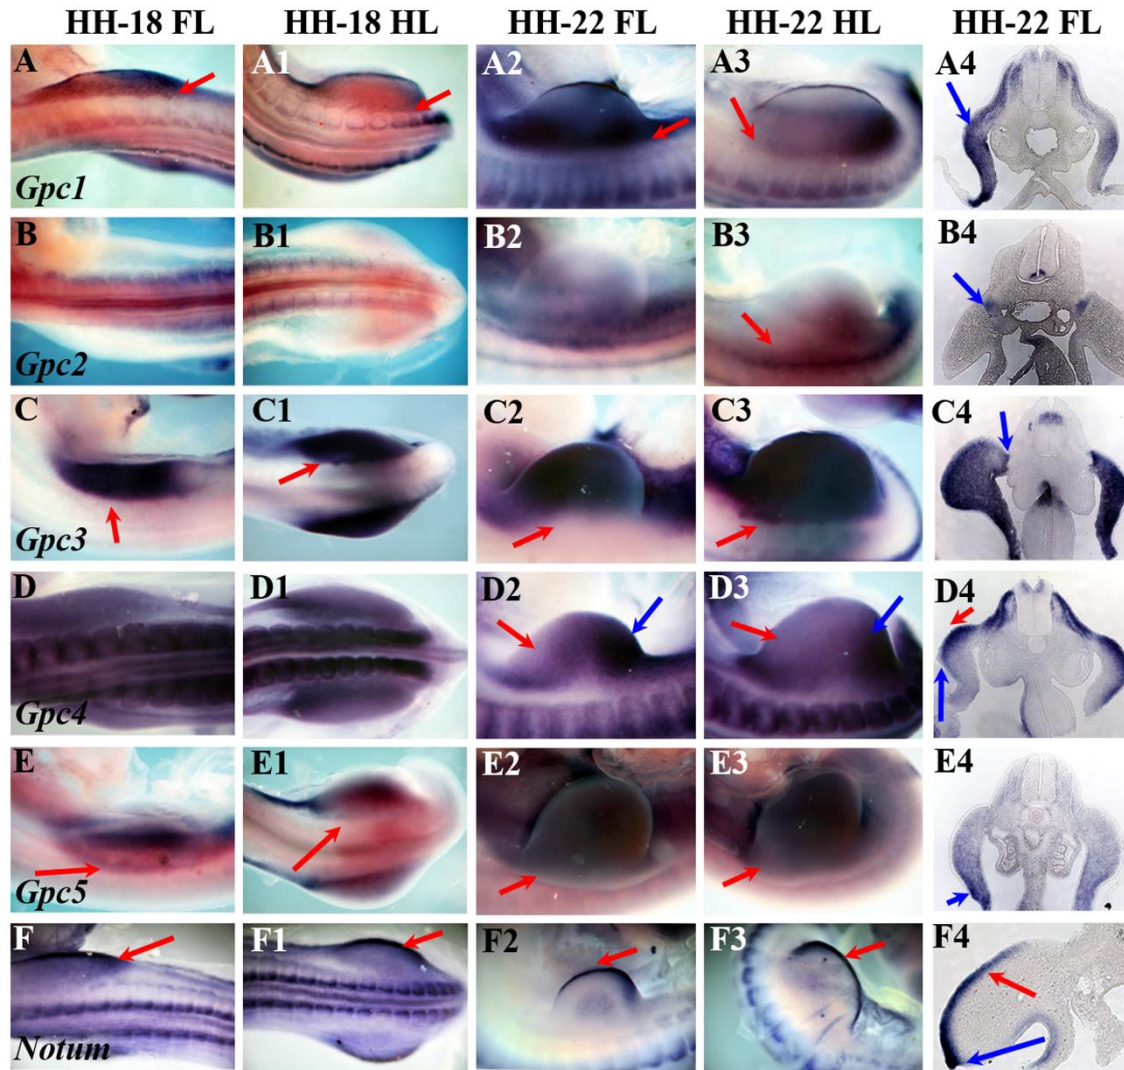 HH-18 FL HH-18 HL HH-22 FL HH-22 HL HH-22 FL
A A1 A2 A3 A4
Gpc1
B B1 B2 B3 B4
Gpc2
C C1 C2 C3 C4
Gpc3
D D1 D2 D3 D4
Gpc4
E E1 E2 E3 E4
Gpc5
F F1 F2 F3 F4
Notum